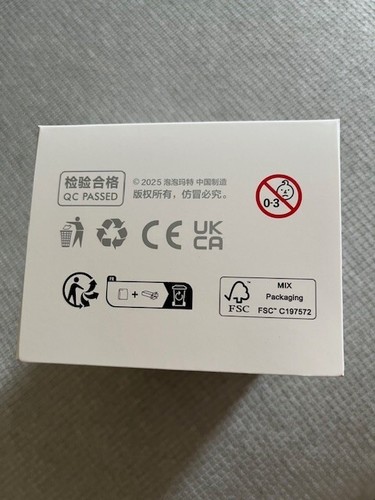 检验合格
QC PASSED
© 2025 泡泡玛特 中国制造
版权所有，仿冒必究。
0-3
CE
UK
CA
FR
+
FSC
MIX
Packaging
FSC™ C197572